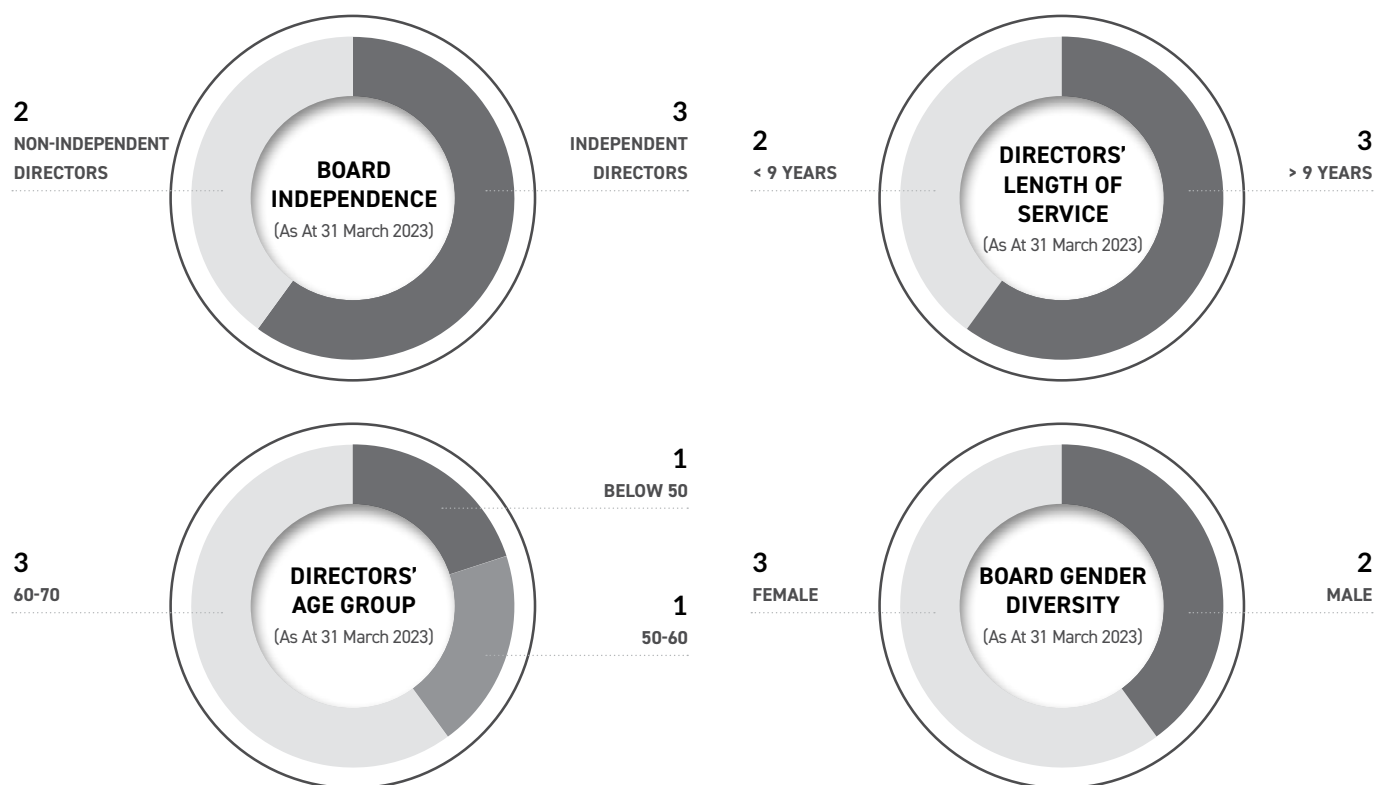 2
NON-INDEPENDENT
DIRECTORS
BOARD
INDEPENDENCE
(As At 31 March 2023)
3
INDEPENDENT
DIRECTORS
2
< 9 YEARS
DIRECTORS’
LENGTH OF
SERVICE
(As At 31 March 2023)
3
> 9 YEARS
3
60-70
DIRECTORS’
AGE GROUP
(As At 31 March 2023)
1
BELOW 50
1
50-60
3
FEMALE
BOARD GENDER
DIVERSITY
(As At 31 March 2023)
2
MALE